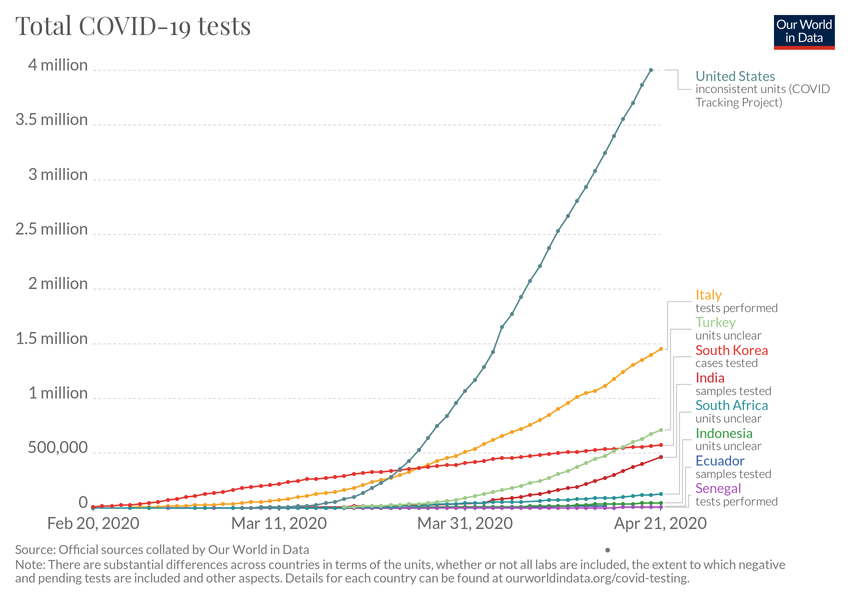 Total COVID-19 tests
Our World
in Data
4 million
3.5 million
3 million
2.5 million
2 million
1.5 million
1 million
500,000
0
Feb 20, 2020
Mar 11, 2020
Mar 31, 2020
Apr 21, 2020
United States
inconsistent units (COVID
Tracking Project)
Italy
tests performed
Turkey
units unclear
South Korea
cases tested
India
samples tested
South Africa
units unclear
Indonesia
units unclear
Ecuador
samples tested
Senegal
tests performed
Source: Official sources collated by Our World in Data
Note: There are substantial differences across countries in terms of the units, whether or not all labs are included, the extent to which negative
and pending tests are included and other aspects. Details for each country can be found at ourworldindata.org/covid-testing.